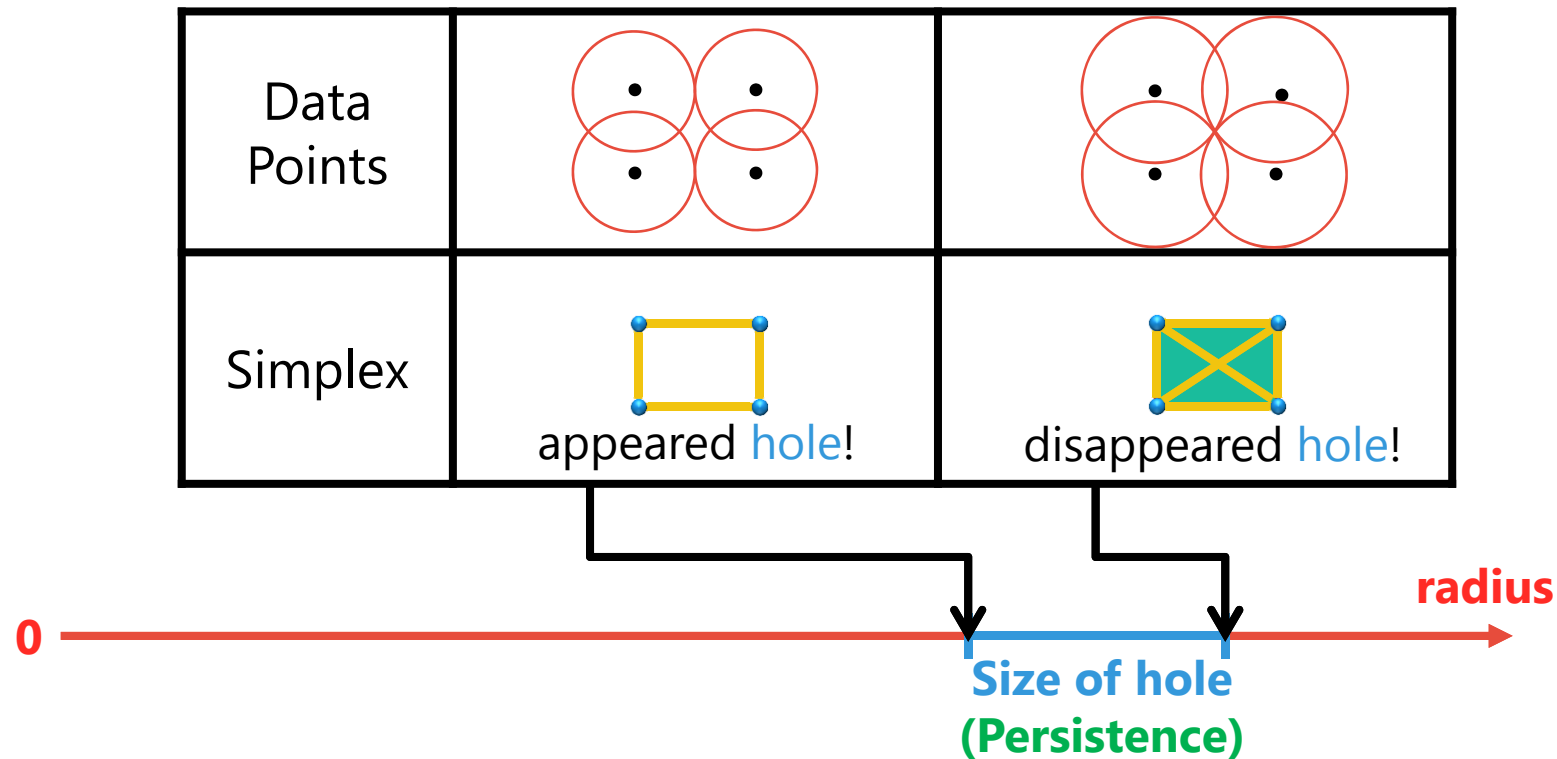 Data
Points
Simplex
appeared hole!
disappeared hole!
radius
0
Size of hole
(Persistence)